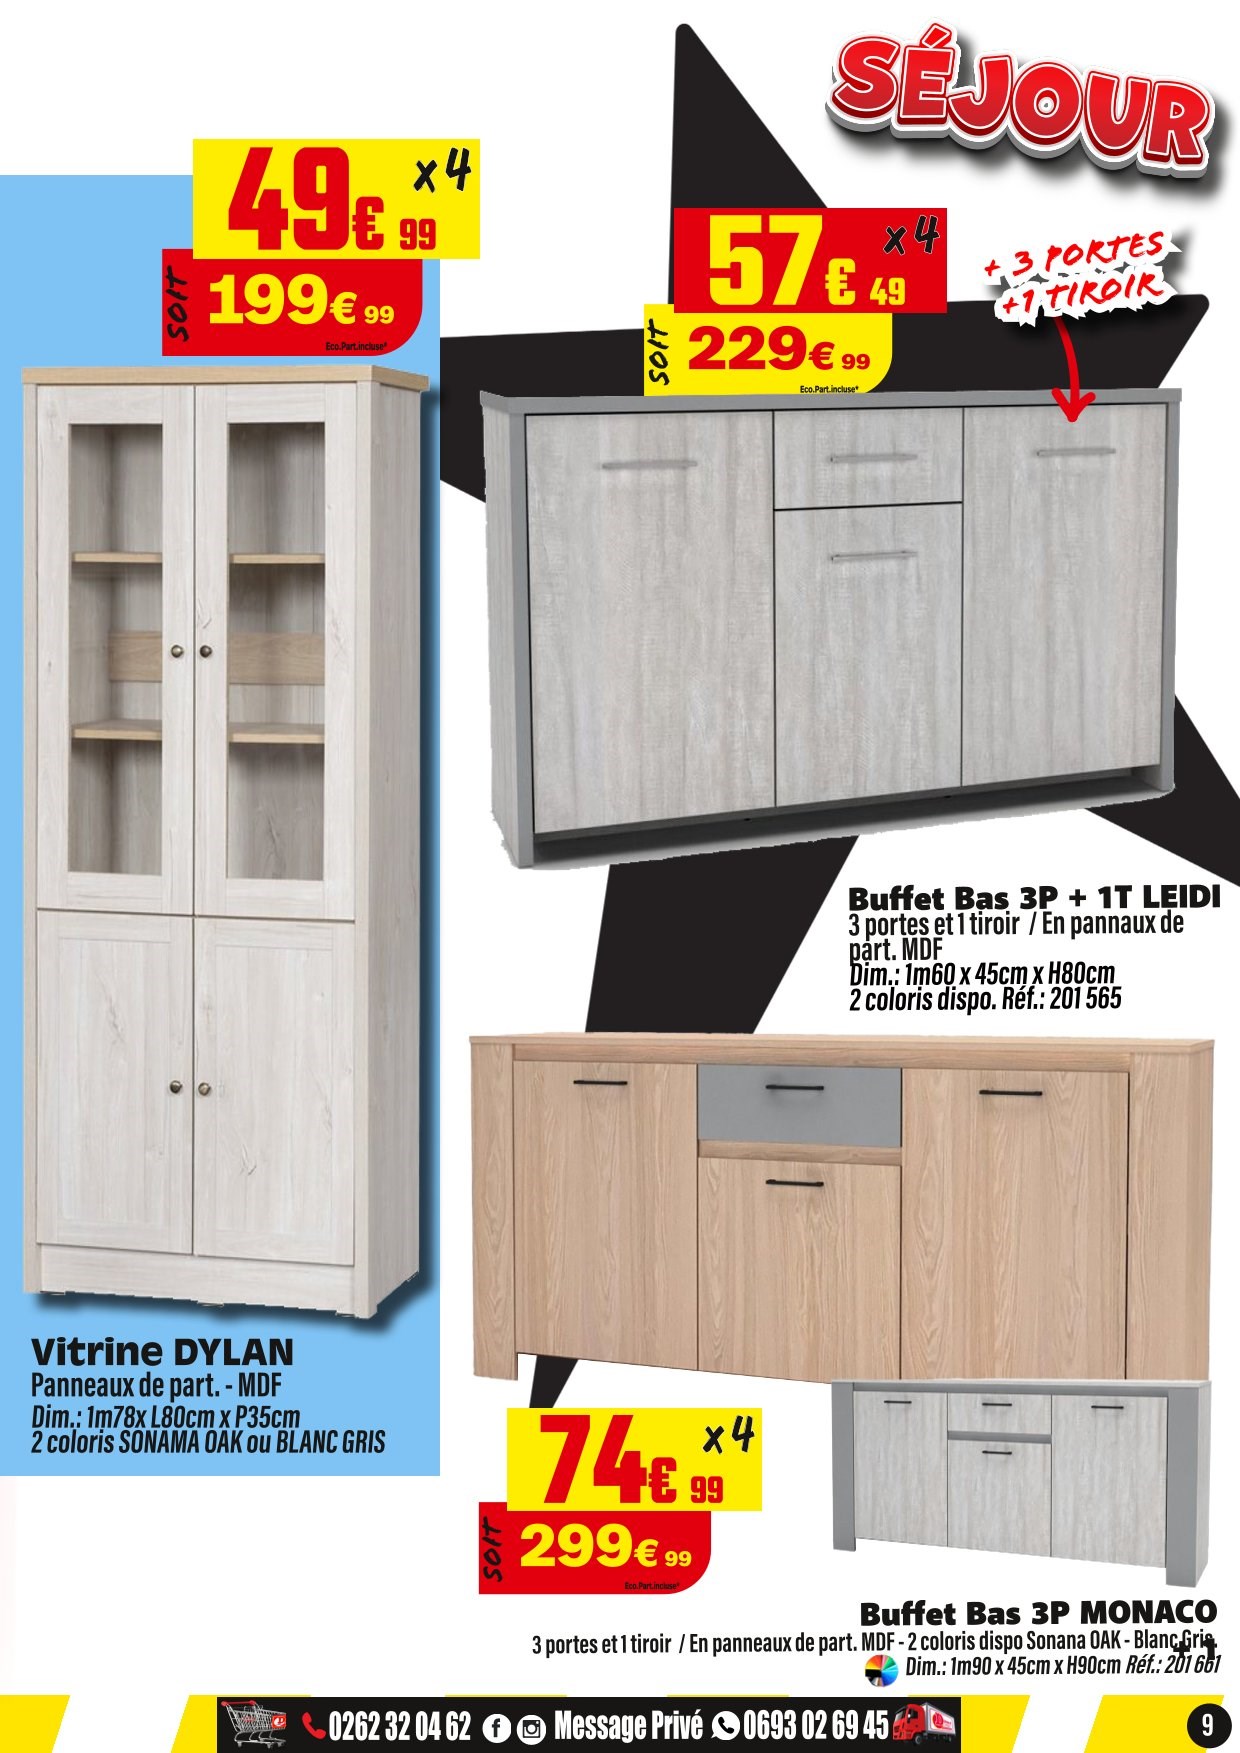 SÉJOUR
49€99 x4
SOIT 199€99
Eco.Part.incluse*
57€49 x4
SOIT 229€99
Eco.Part.incluse*
+ 3 PORTES
+1 TIROIR
Buffet Bas 3P + 1T LEIDI
3 portes et 1 tiroir / En pannaux de
part. MDF
Dim.: 1m60 x 45cm x H80cm
2 coloris dispo. Réf.: 201 565
Vitrine DYLAN
Panneaux de part. - MDF
Dim.: 1m78x L80cm x P35cm
2 coloris SONAMA OAK ou BLANC GRIS
74€99 x4
SOIT 299€99
Eco.Part.incluse*
Buffet Bas 3P MONACO
+ 1
3 portes et 1 tiroir / En panneaux de part. MDF - 2 coloris dispo Sonana OAK - Blanc Gris.
Dim.: 1m90 x 45cm x H90cm Réf.: 201 661
0262 32 04 62 Message Privé 0693 02 69 45
9